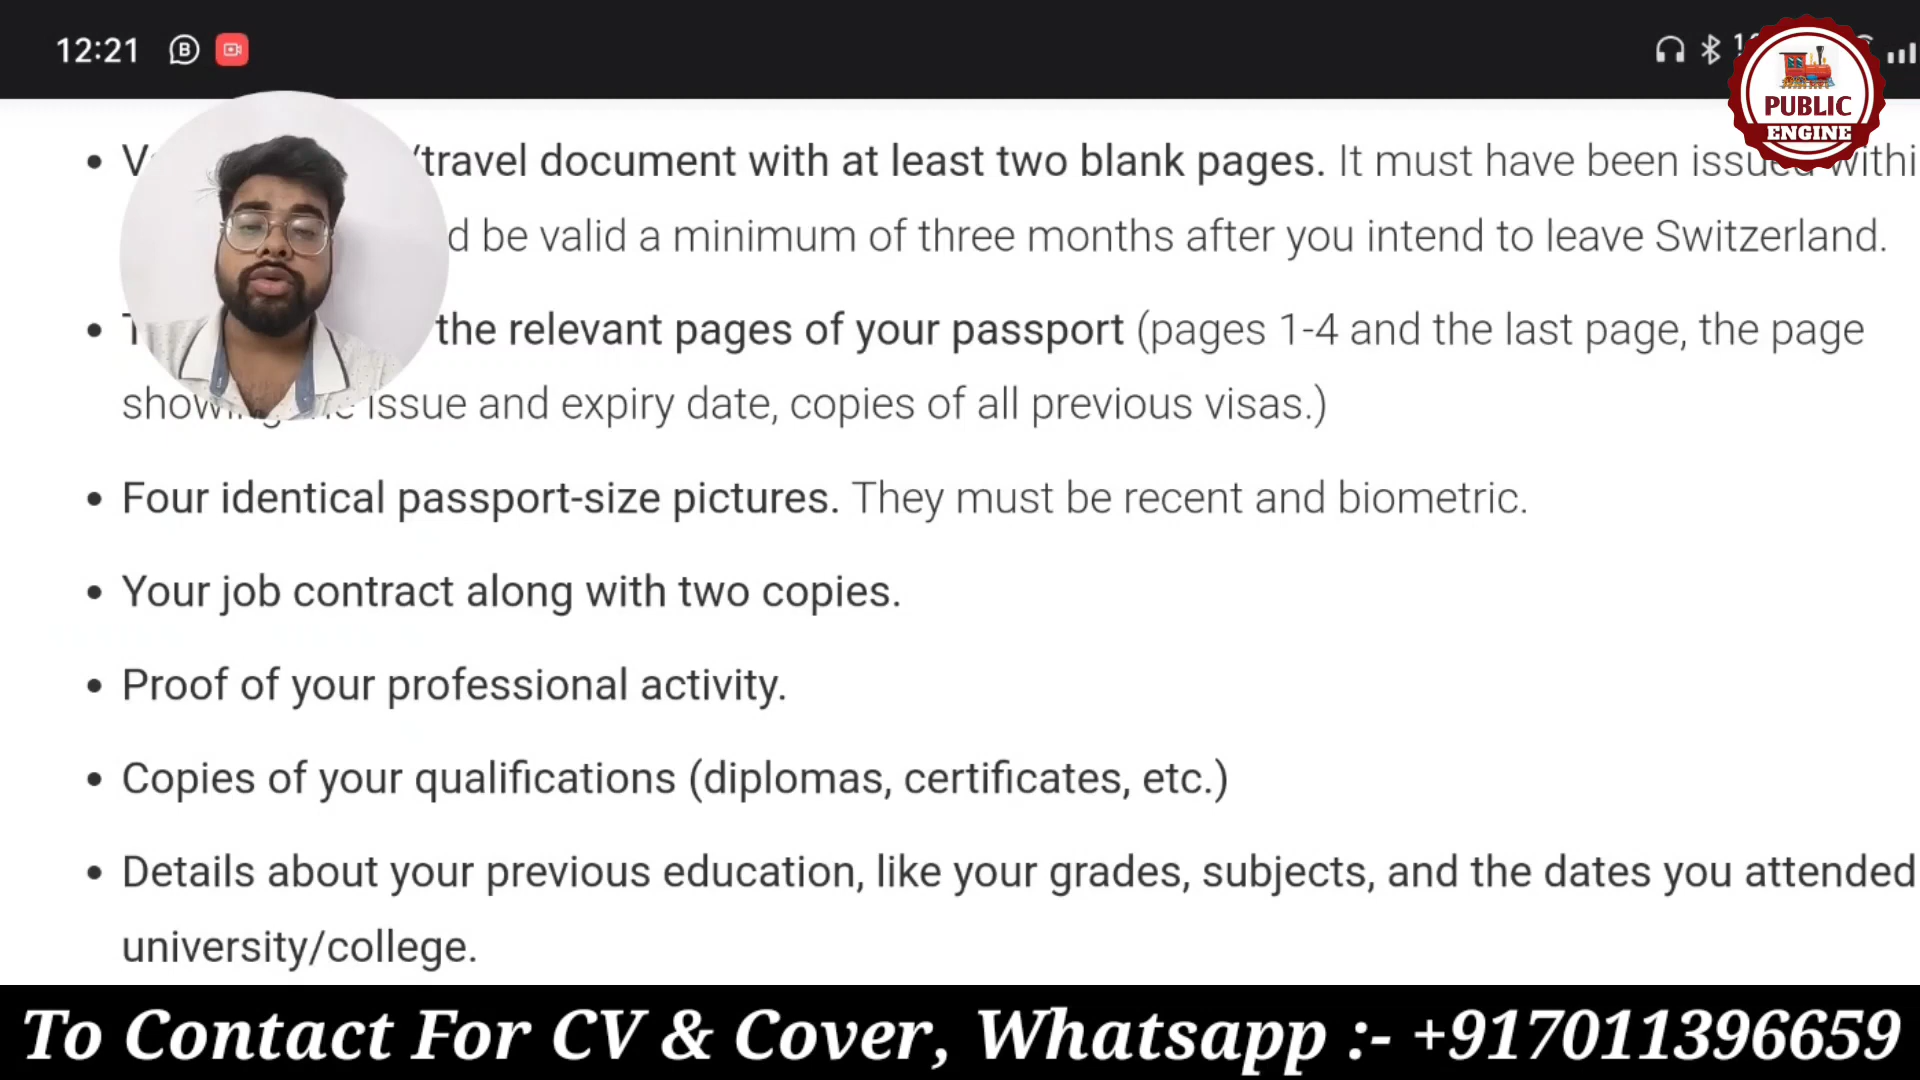 12:21
PUBLIC
ENGINE
• /travel document with at least two blank pages. It must have been issued
be valid a minimum of three months after you intend to leave Switzerland.
• the relevant pages of your passport (pages 1-4 and the last page, the page
issue and expiry date, copies of all previous visas.)
• Four identical passport-size pictures. They must be recent and biometric.
• Your job contract along with two copies.
• Proof of your professional activity.
• Copies of your qualifications (diplomas, certificates, etc.)
• Details about your previous education, like your grades, subjects, and the dates you attended
university/college.
To Contact For CV & Cover, Whatsapp :- +917011396659